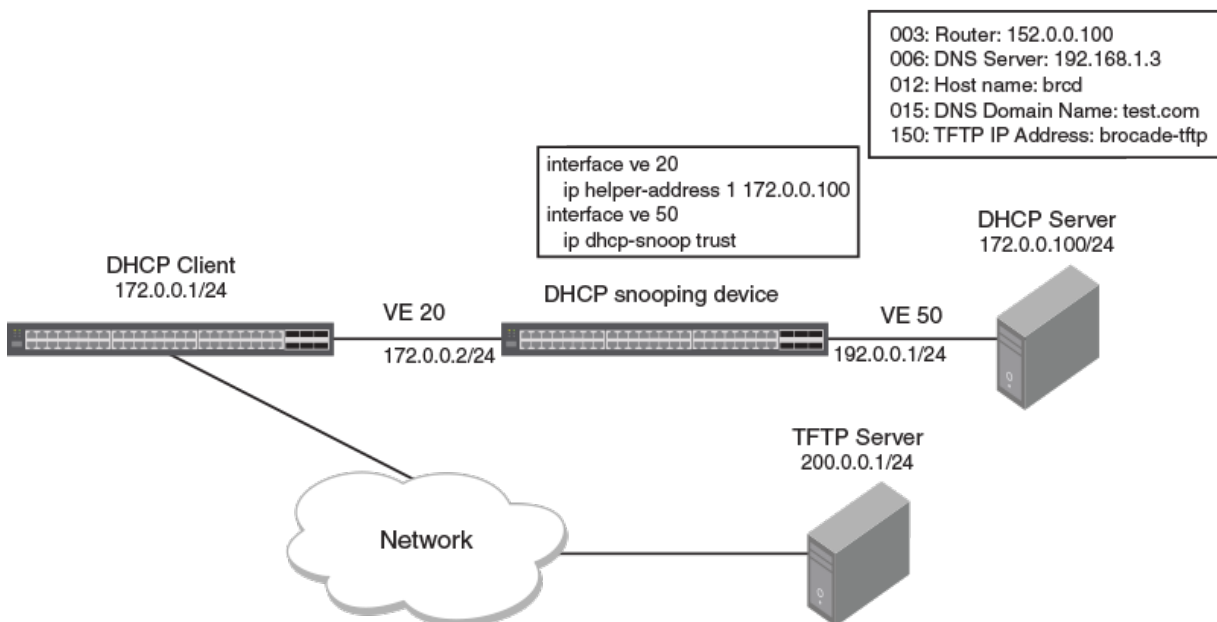 003: Router: 152.0.0.100
006: DNS Server: 192.168.1.3
012: Host name: brcd
015: DNS Domain Name: test.com
150: TFTP IP Address: brocade-tftp
interface ve 20
ip helper-address 1 172.0.0.100
interface ve 50
ip dhcp-snoop trust
DHCP Server
172.0.0.100/24
DHCP Client
172.0.0.1/24
VE 20
172.0.0.2/24
DHCP snooping device
VE 50
192.0.0.1/24
TFTP Server
200.0.0.1/24
Network